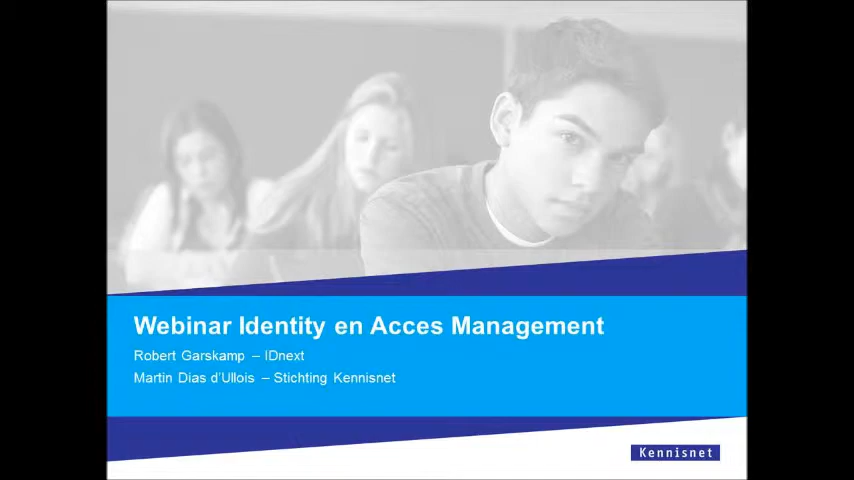 Webinar Identity en Acces Management
Robert Garskamp – IDnext
Martin Dias d'Ullois – Stichting Kennisnet
Kennisnet